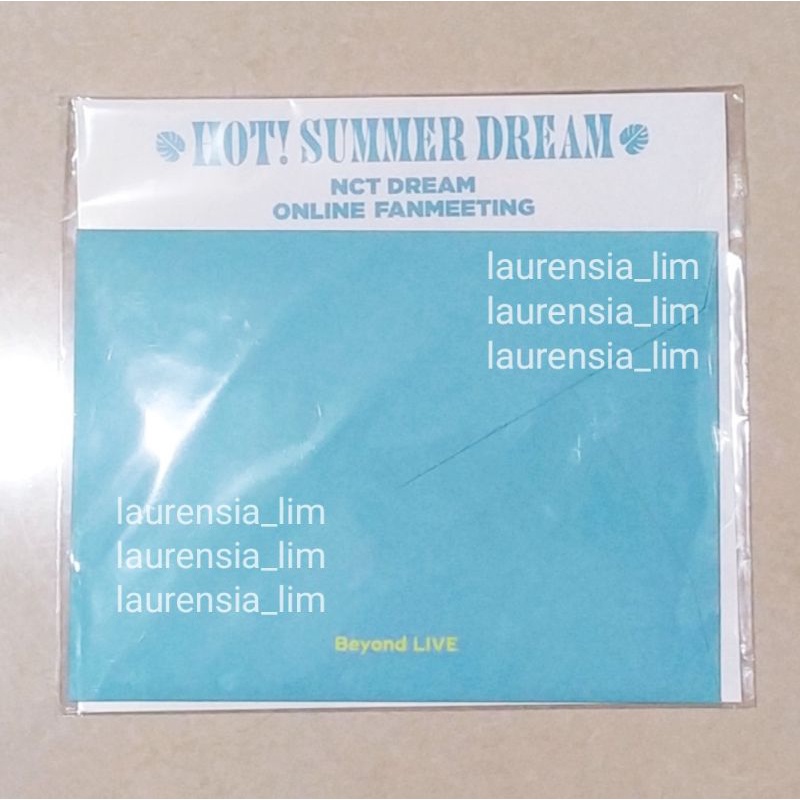 HOT! SUMMER DREAM
NCT DREAM
ONLINE FANMEETING
laurensia_lim
laurensia_lim
laurensia_lim
laurensia_lim
laurensia_lim
laurensia_lim
Beyond LIVE